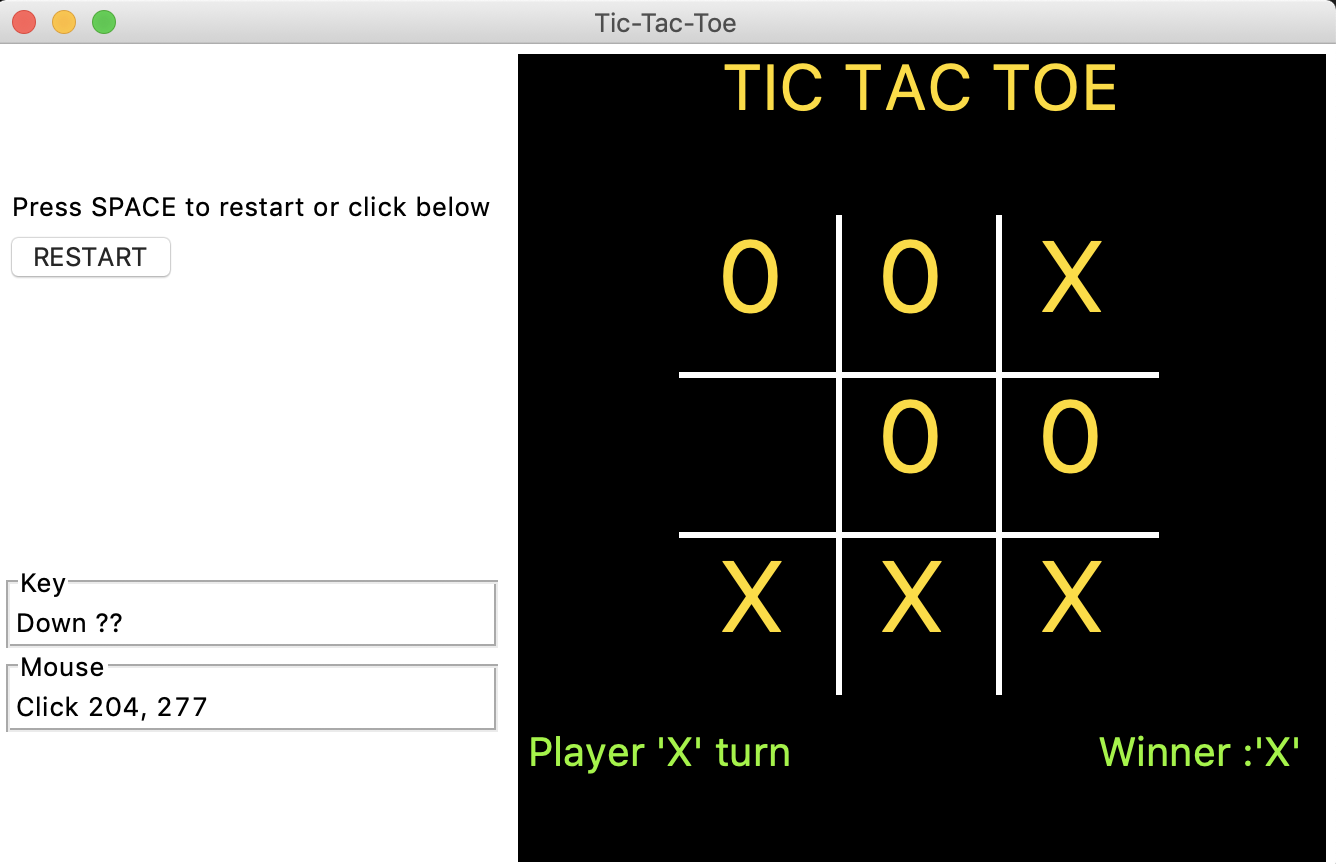 Tic-Tac-Toe
TIC TAC TOE
Press SPACE to restart or click below
RESTART
O O X
O O
X X X
Key
Down ??
Mouse
Click 204, 277
Player 'X' turn
Winner :'X'